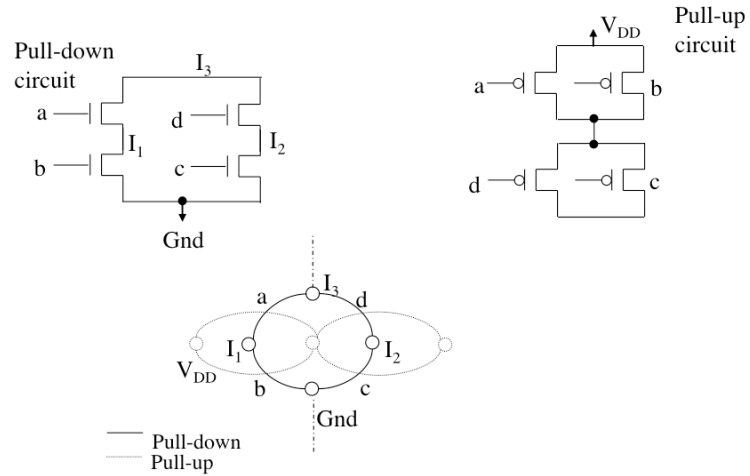 Pull-down
circuit
I3
a
d
I1
I2
b
c
Gnd
VDD
Pull-up
circuit
a
b
d
c
I3
a
d
I1
I2
VDD
b
c
Gnd
Pull-down
Pull-up